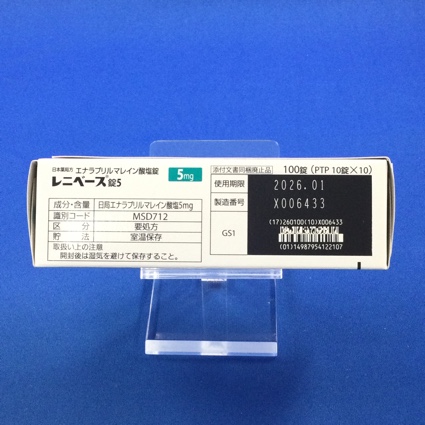 日本薬局方 エナラプリルマレイン酸塩錠
レニベース®錠5 5mg
成分・含量 日局エナラプリルマレイン酸塩5mg
識別コード MSD712
区分 要処方
貯法 室温保存
取扱い上の注意
開封後は湿気を避けて保存すること。
添付文書同梱廃止品 100錠 (PTP 10錠×10)
使用期限 2026.01
製造番号 X006433
(17)260100(10)X006433
GS1
(01)14987954122107